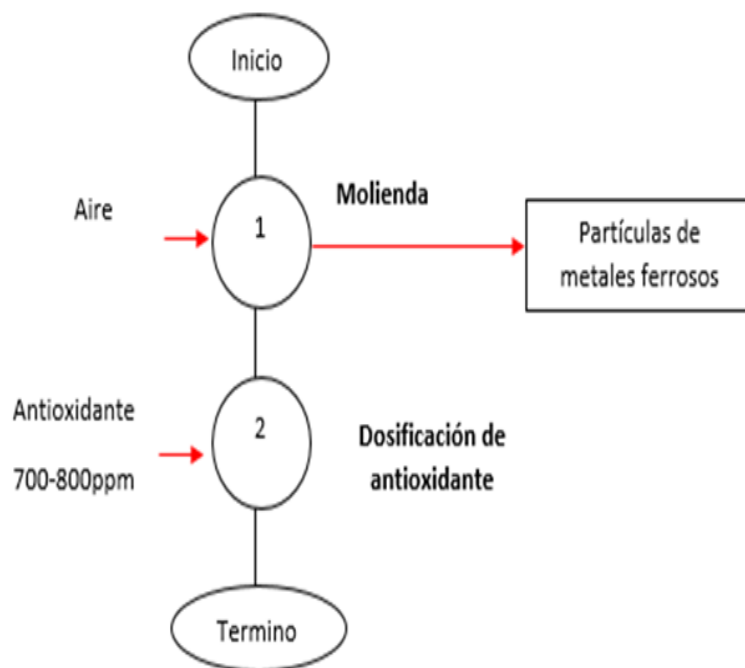 Inicio
Aire
1
Molienda
Partículas de
metales ferrosos
Antioxidante
700-800ppm
2
Dosificación de
antioxidante
Termino